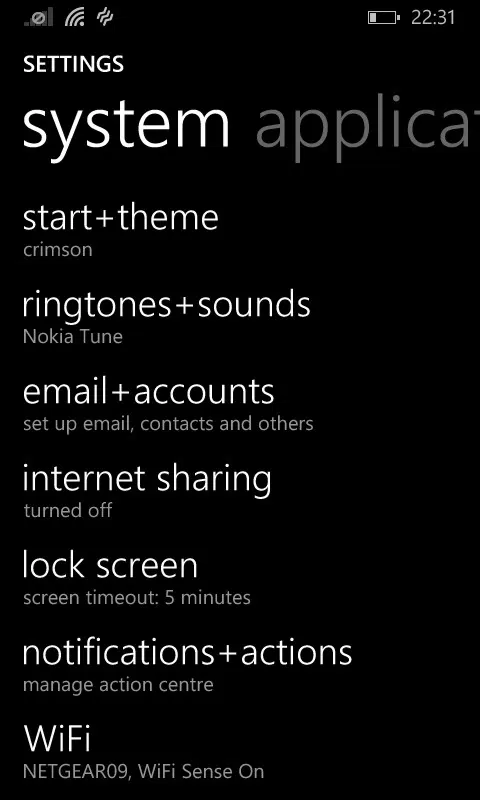 22:31
SETTINGS
system applicat
start+theme
crimson
ringtones+sounds
Nokia Tune
email+accounts
set up email, contacts and others
internet sharing
turned off
lock screen
screen timeout: 5 minutes
notifications+actions
manage action centre
WiFi
NETGEAR09, WiFi Sense On